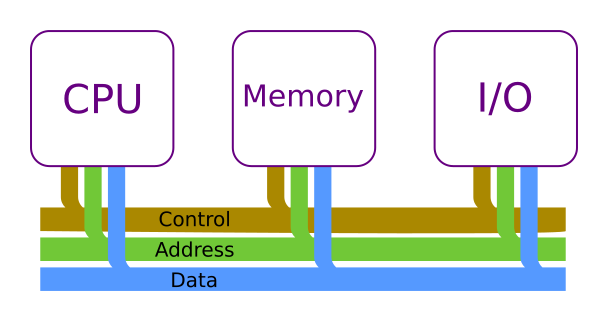 CPU
Memory
I/O
Control
Address
Data